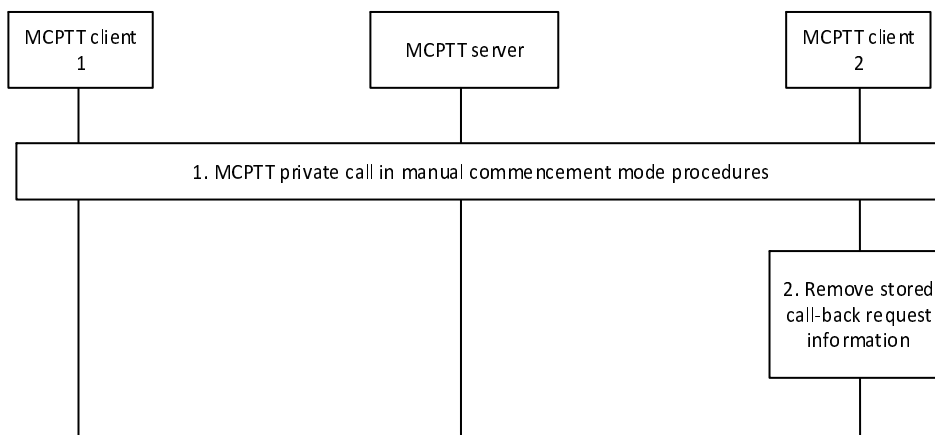 MCPTT client
1
MCPTT server
MCPTT client
2
1. MCPTT private call in manual commencement mode procedures
2. Remove stored
call-back request
information